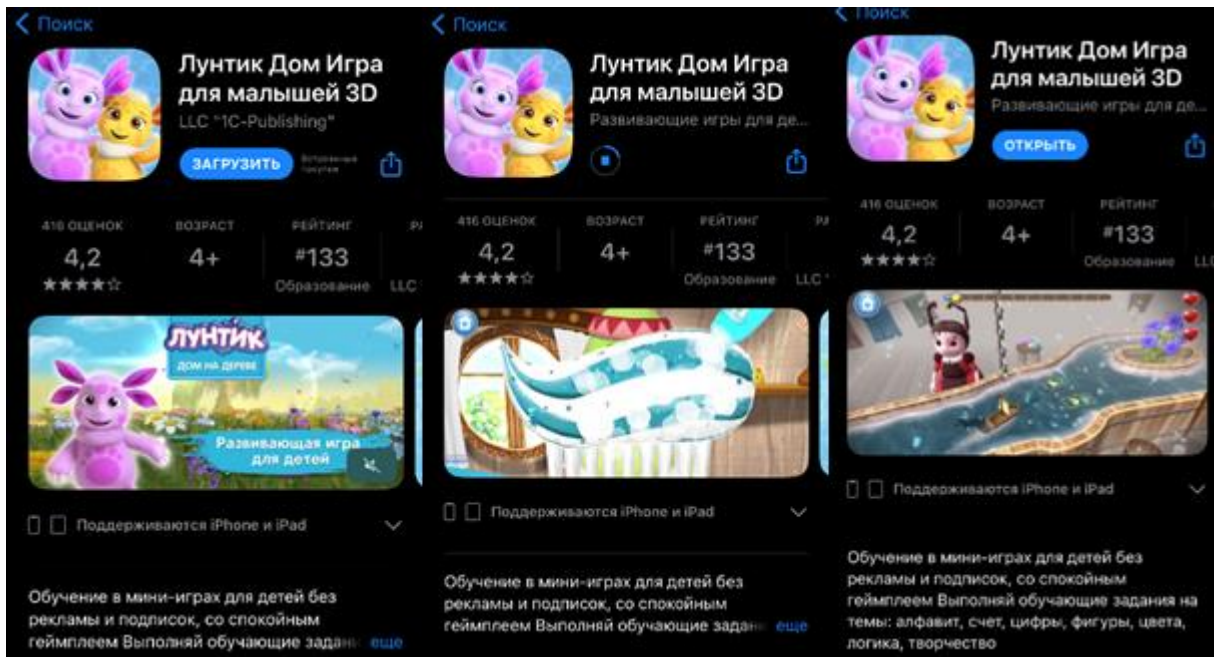 Поиск
Лунтик Дом Игра
для малышей 3D
LLC "1C-Publishing"
ЗАГРУЗИТЬ
Встроенные
покупки
416 ОЦЕНОК
ВОЗРАСТ
РЕЙТИНГ
4,2
4+
#133
Образование
LLC
ЛУНТИК
ДОМ НА ДЕРЕВЕ
Развивающая игра
для детей
Поддерживаются iPhone и iPad
Обучение в мини-играх для детей без
рекламы и подписок, со спокойным
геймплеем Выполняй обучающие задани
еще
Поиск
Лунтик Дом Игра
для малышей 3D
Развивающие игры для де...
416 ОЦЕНОК
ВОЗРАСТ
РЕЙТИНГ
4,2
4+
#133
Образование
LLC
Поддерживаются iPhone и iPad
Обучение в мини-играх для детей без
рекламы и подписок, со спокойным
геймплеем Выполняй обучающие задан
еще
Поиск
Лунтик Дом Игра
для малышей 3D
Развивающие игры для де...
ОТКРЫТЬ
416 ОЦЕНОК
ВОЗРАСТ
РЕЙТИНГ
4,2
4+
#133
Образование
Поддерживаются iPhone и iPad
Обучение в мини-играх для детей без
рекламы и подписок, со спокойным
геймплеем Выполняй обучающие задания на
темы: алфавит, счет, цифры, фигуры, цвета,
логика, творчество